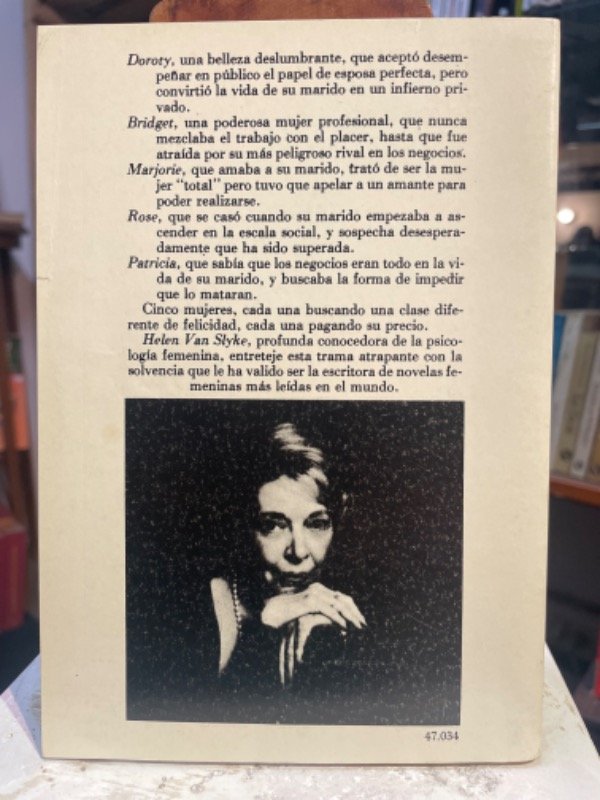 Doroty, una belleza deslumbrante, que aceptó desem-
peñar en público el papel de esposa perfecta, pero
convirtió la vida de su marido en un infierno pri-
vado.
Bridget, una poderosa mujer profesional, que nunca
mezclaba el trabajo con el placer, hasta que fue
atraída por su más peligroso rival en los negocios.
Marjorie, que amaba a su marido, trató de ser la mu-
jer "total" pero tuvo que apelar a un amante para
poder realizarse.
Rose, que se casó cuando su marido empezaba a as-
cender en la escala social, y sospecha desespera-
damente que ha sido superada.
Patricia, que sabía que los negocios eran todo en la vi-
da de su marido, y buscaba la forma de impedir
que lo mataran.
Cinco mujeres, cada una buscando una clase dife-
rente de felicidad, cada una pagando su precio.
Helen Van Slyke, profunda conocedora de la psico-
logía femenina, entreteje esta trama atrapante con la
solvencia que le ha valido ser la escritora de novelas fe-
meninas más leídas en el mundo.
47.034